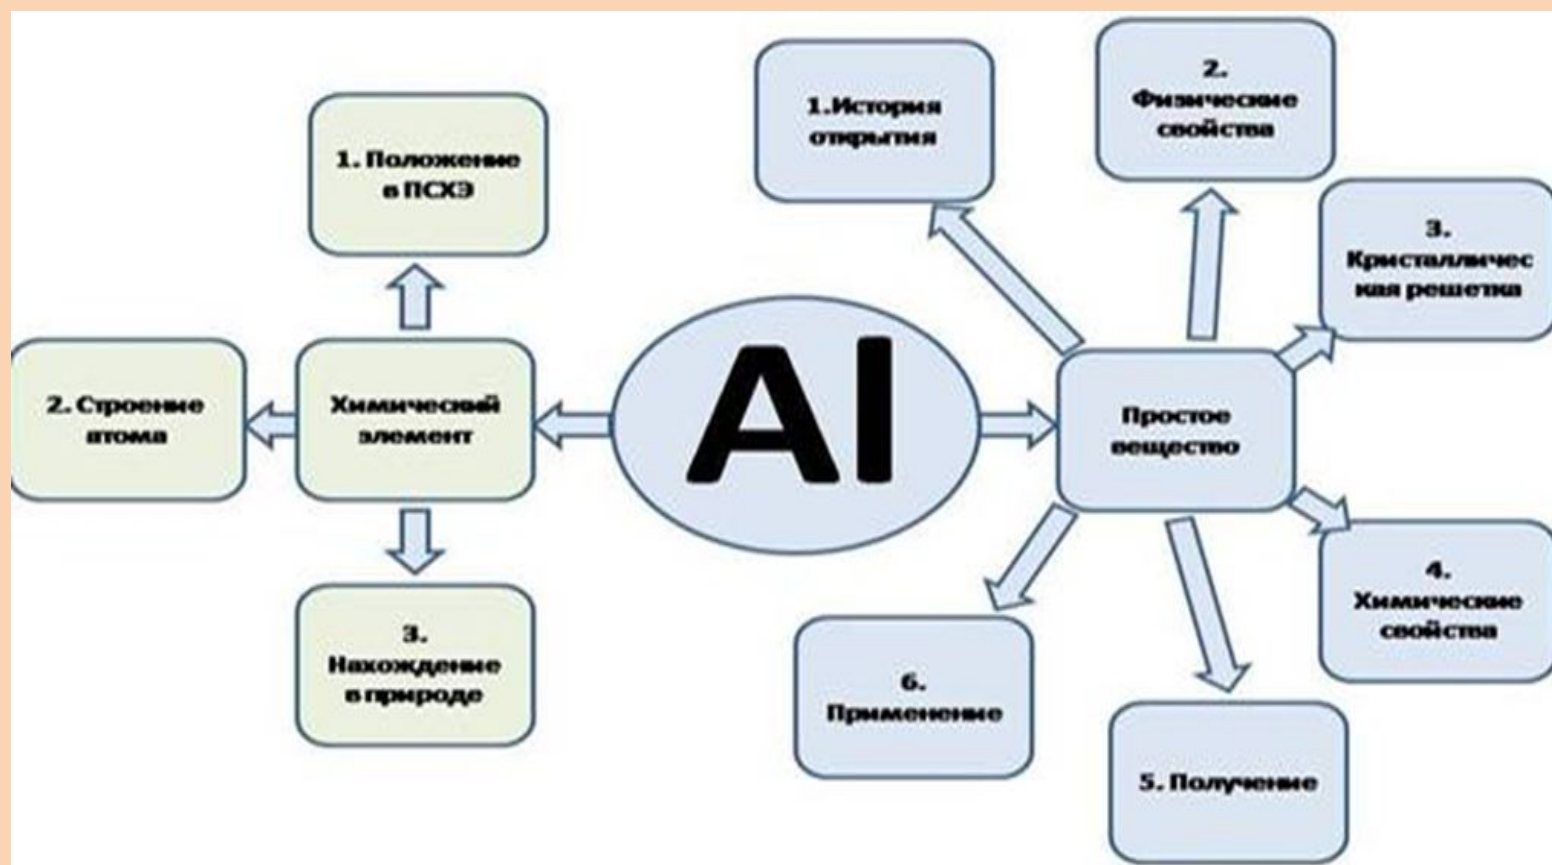 1. Положение
в ПСХЭ
2. Строение
атома
Химический
элемент
3.
Нахождение
в природе
Al
1.История
открытия
2.
Физические
свойства
3.
Кристалличес
кая решетка
Простое
вещество
4.
Химические
свойства
5. Получение
6.
Применение